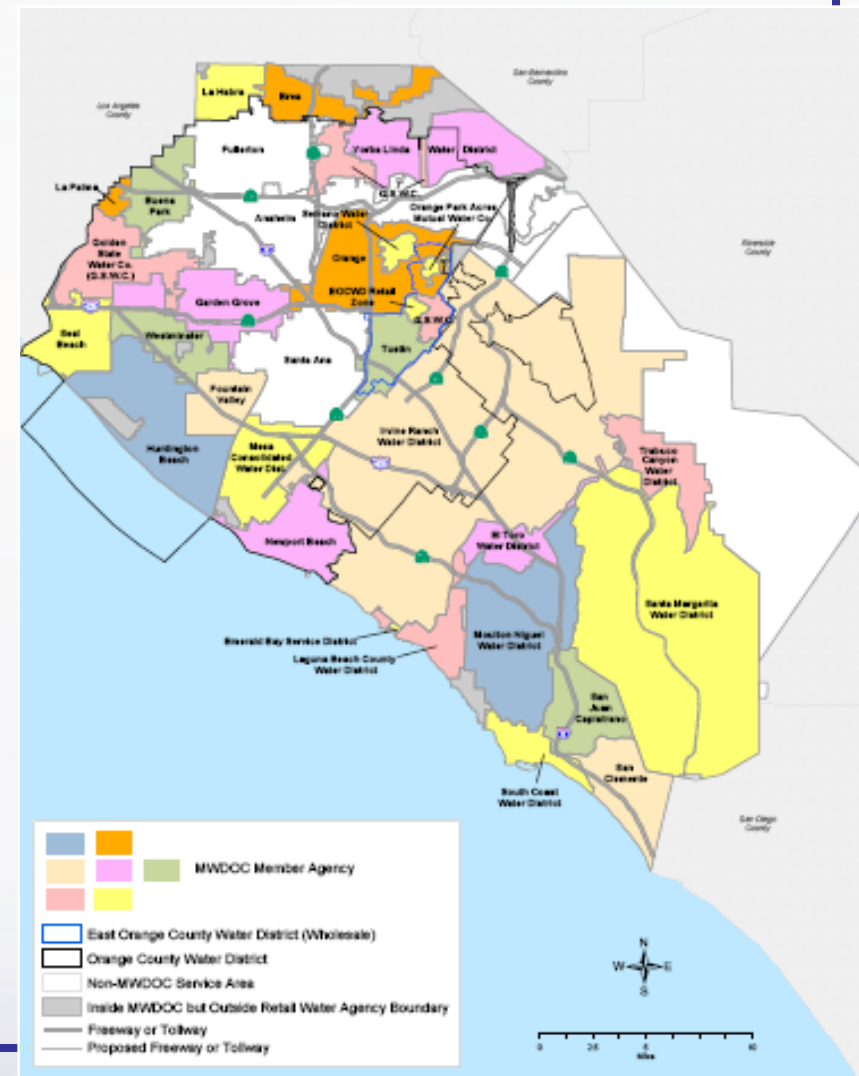 San Bernardino
County
La Habra
Brea
Los Angeles
County
Fullerton
Yorba Linda
Water District
La Palma
Buena
Park
G.S.W.C.
Orange Park Acres
Mutual Water Co.
Anaheim
Serrano Water
District
Riverside
County
Golden
State
Water Co.
(G.S.W.C.)
Orange
EOCWD Retail
Zone
Garden Grove
G.S.W.C.
Seal
Beach
Westminster
Tustin
Santa Ana
Fountain
Valley
Irvine Ranch
Water District
Huntington
Beach
Mesa
Consolidated
Water Dist.
Trabuco
Canyon
Water
District
Newport Beach
El Toro
Water District
Santa Margarita
Water District
Emerald Bay Service District
Moulton Niguel
Water District
Laguna Beach County
Water District
San
Juan
Capistrano
San
Clemente
South Coast
Water District
San Diego
County
MWDOC Member Agency
East Orange County Water District (Wholesale)
Orange County Water District
Non-MWDOC Service Area
Inside MWDOC but Outside Retail Water Agency Boundary
Freeway or Tollway
Proposed Freeway or Tollway
N
W
E
S
0 2.5 5 10
Miles